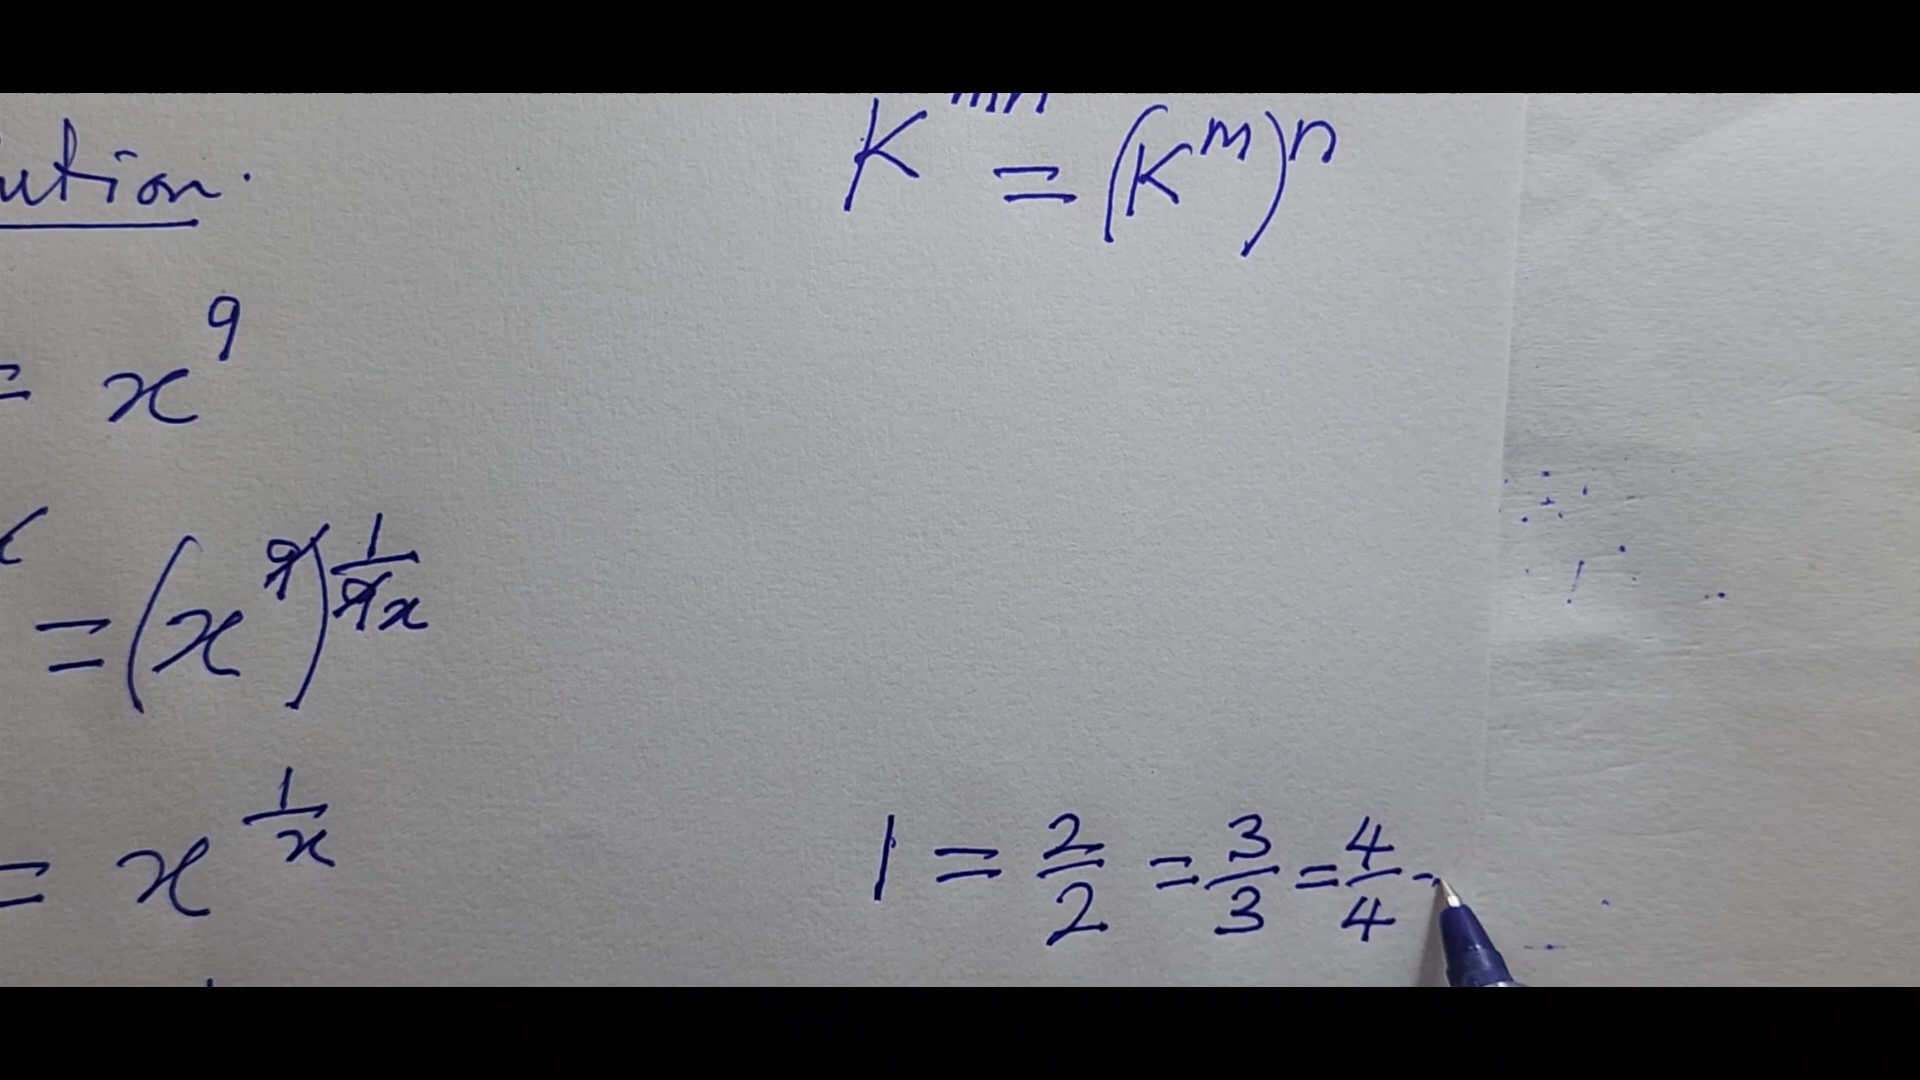 ution.
K^mn = (K^m)^n
= x^9
= (x^9)^1/9x
= x^1/x
1 = 2/2 = 3/3 = 4/4 -